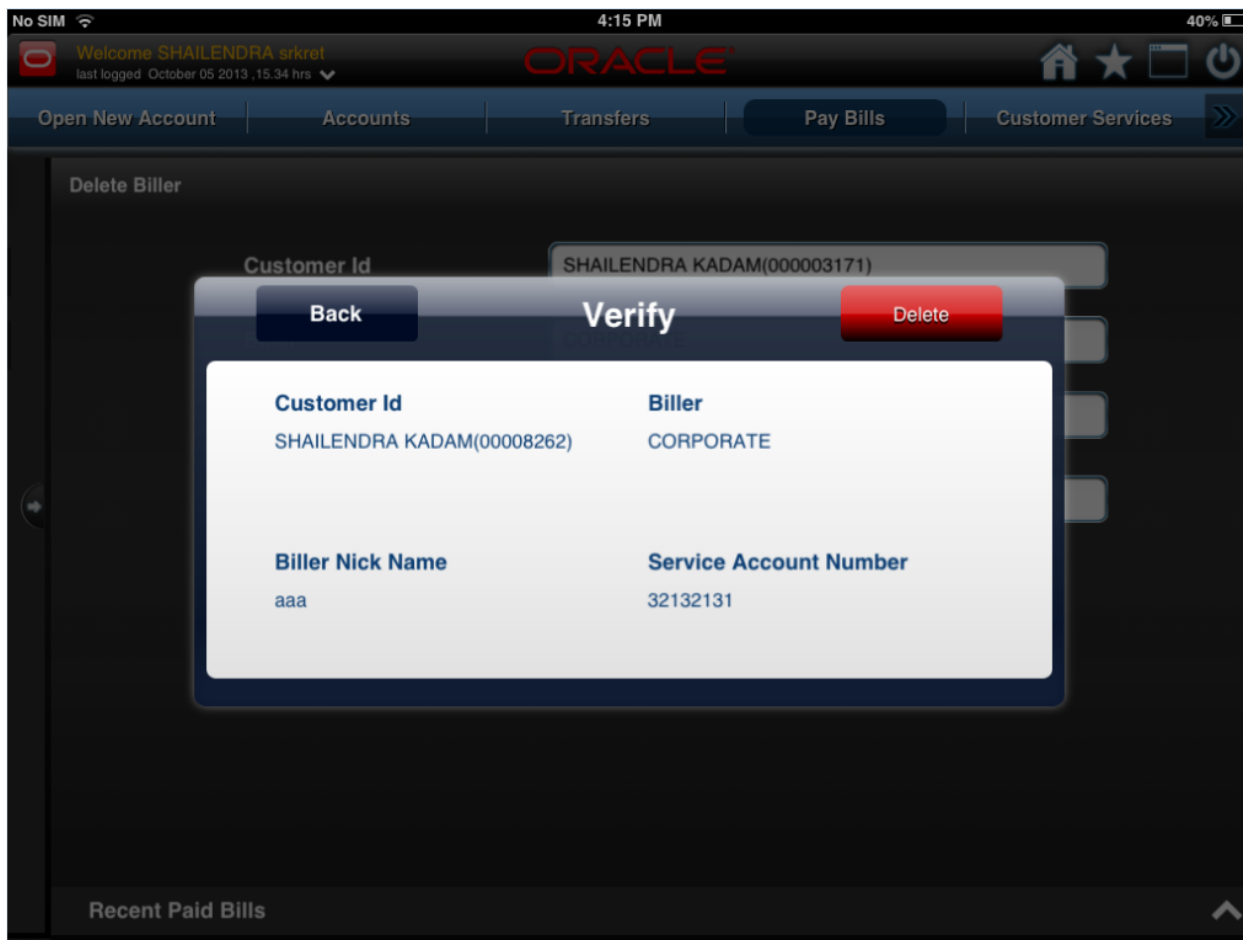 No SIM 4:15 PM 40%
Welcome SHAILENDRA srkret
last logged October 05 2013 ,15.34 hrs
ORACLE
Open New Account Accounts Transfers Pay Bills Customer Services
Delete Biller
Customer Id SHAILENDRA KADAM(000003171)
Back Verify Delete
CORPORATE
Customer Id Biller
SHAILENDRA KADAM(00008262) CORPORATE
Biller Nick Name Service Account Number
aaa 32132131
Recent Paid Bills